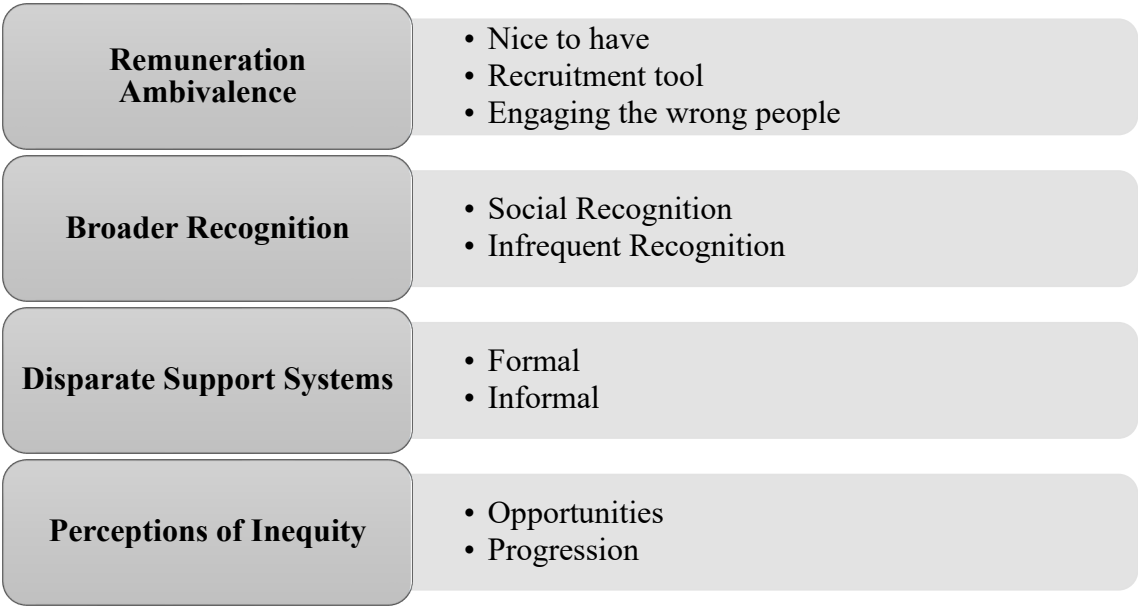 Remuneration
Ambivalence
• Nice to have
• Recruitment tool
• Engaging the wrong people
Broader Recognition
• Social Recognition
• Infrequent Recognition
Disparate Support Systems
• Formal
• Informal
Perceptions of Inequity
• Opportunities
• Progression